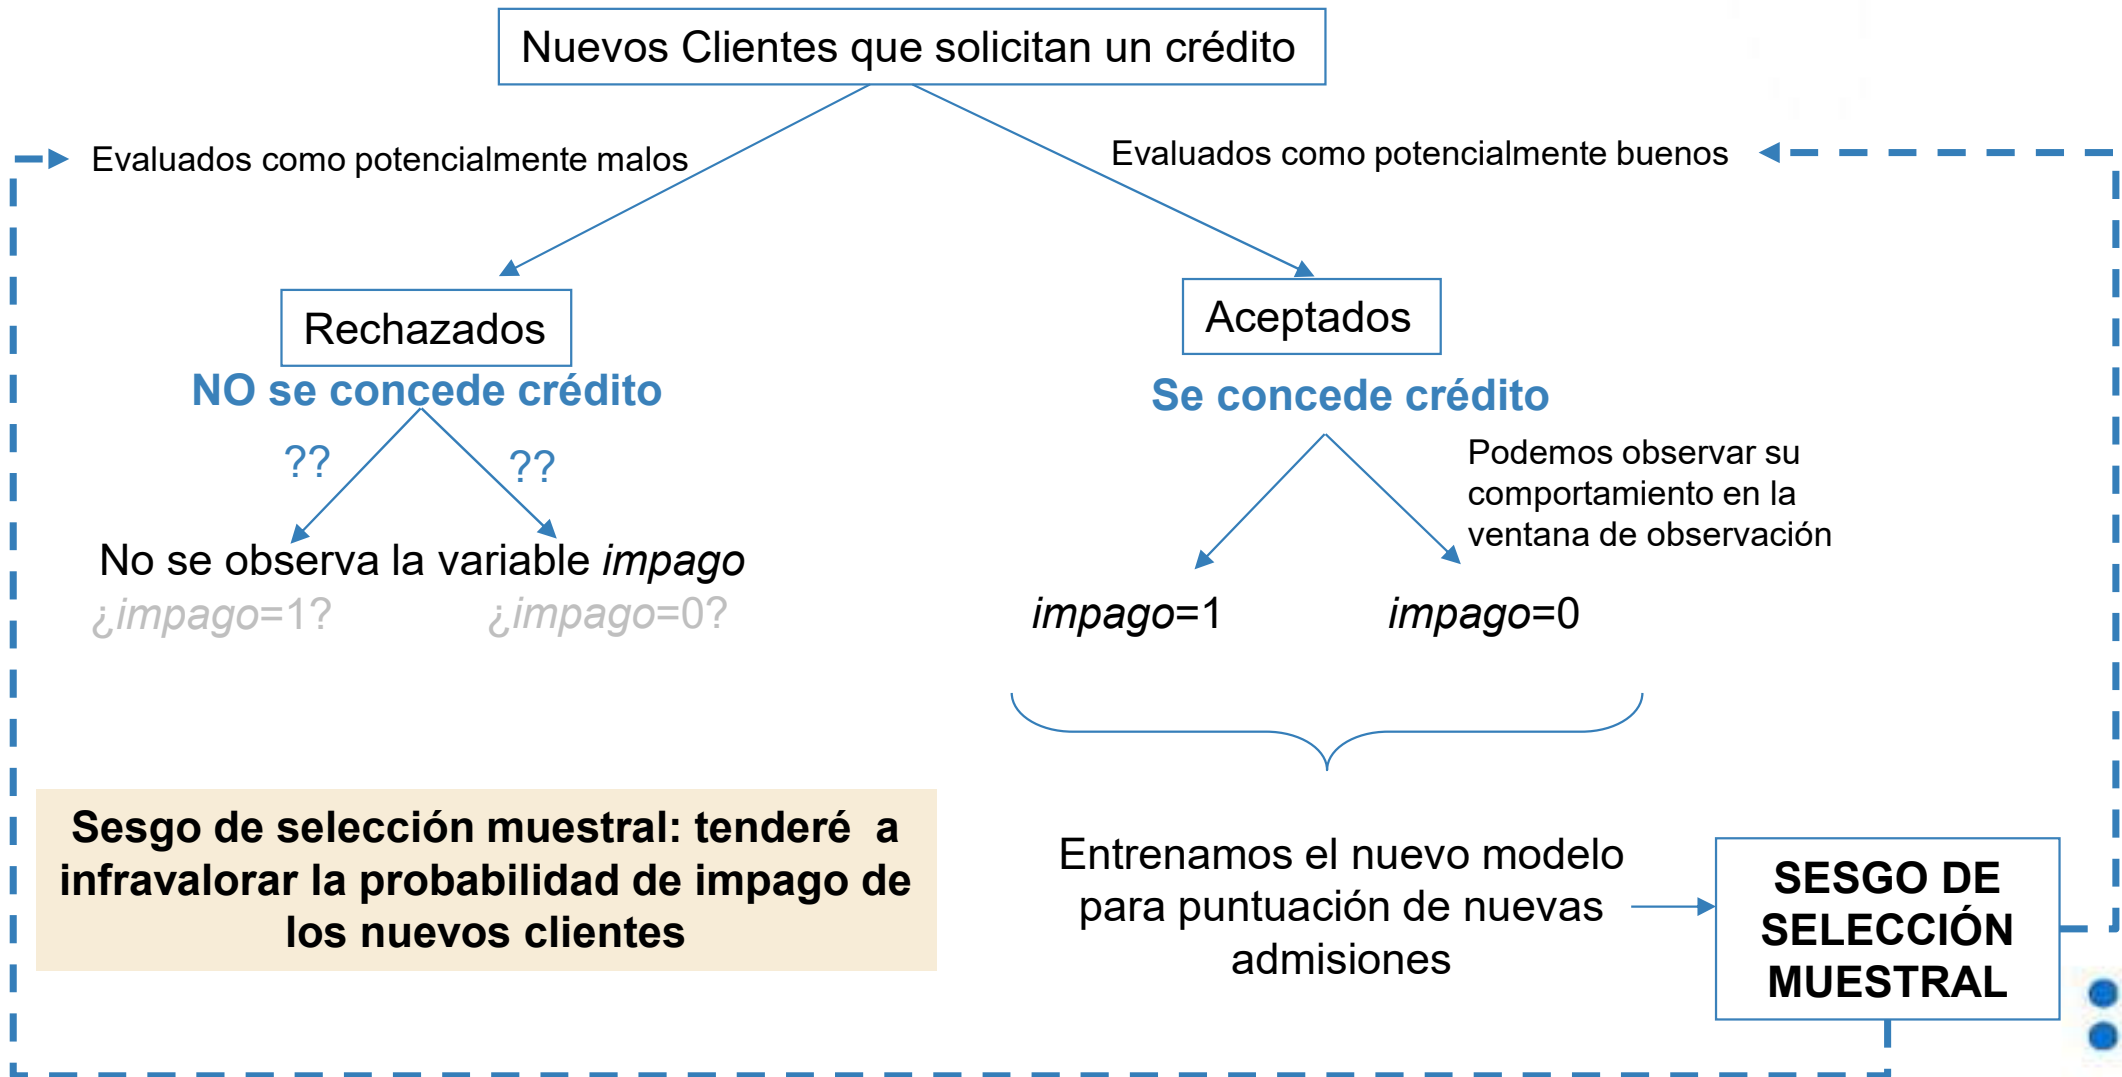 Nuevos Clientes que solicitan un crédito
Evaluados como potencialmente malos
Evaluados como potencialmente buenos
Rechazados
Aceptados
NO se concede crédito
Se concede crédito
??
??
Podemos observar su
comportamiento en la
ventana de observación
No se observa la variable impago
¿impago=1?
¿impago=0?
impago=1
impago=0
Sesgo de selección muestral: tenderé a
infravalorar la probabilidad de impago de
los nuevos clientes
Entrenamos el nuevo modelo
para puntuación de nuevas
admisiones
SESGO DE
SELECCIÓN
MUESTRAL